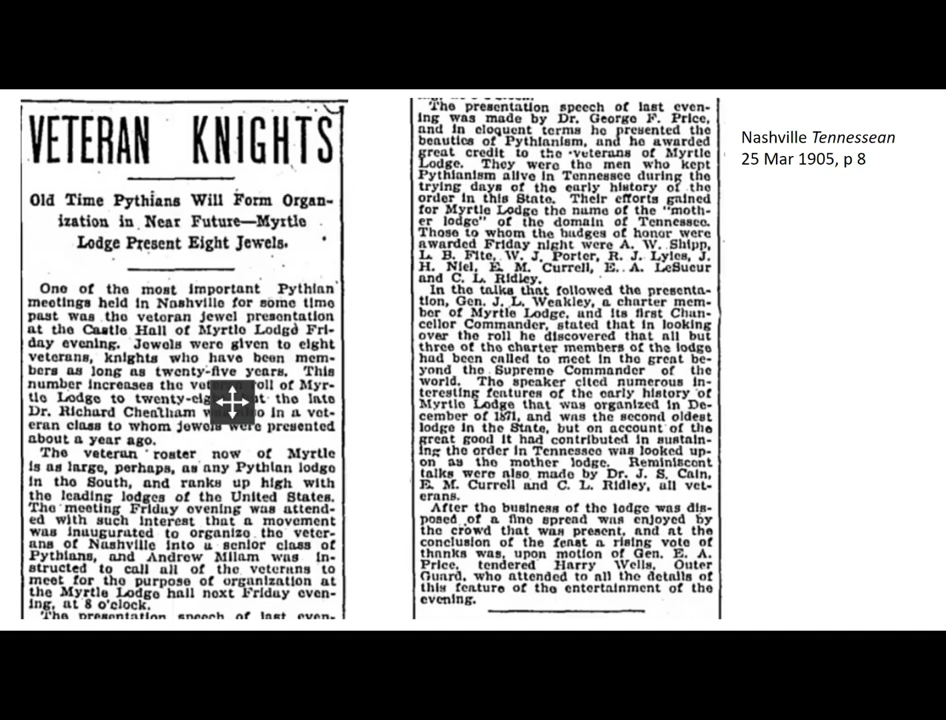 VETERAN KNIGHTS
Old Time Pythians Will Form Organ-
ization in Near Future—Myrtle
Lodge Present Eight Jewels.
One of the most important Pythian
meetings held in Nashville for some time
past was the veteran jewel presentation
at the Castle Hall of Myrtle Lodge Fri-
day evening. Jewels were given to eight
veterans, knights who have been mem-
bers as long as twenty-five years. This
number increases the roll of Myr-
tle Lodge to the late
Dr. Richard Cheatham in a vet-
eran class to whom jewels were presented
about a year ago.
The veteran roster now of Myrtle
is as large, perhaps, as any Pythian lodge
in the South, and ranks up high with
the leading lodges of the United States.
The meeting Friday evening was attend-
ed with such interest that a movement
was inaugurated to organize the veter-
ans of Nashville into a senior class of
Pythians, and Andrew Milam was in-
structed to call all of the veterans to
meet for the purpose of organization at
the Myrtle Lodge hall next Friday even-
ing, at 8 o'clock.
The presentation speech of last even-
The presentation speech of last even-
ing was made by Dr. George F. Price,
and in eloquent terms he presented the
beauties of Pythianism, and he awarded
great credit to the veterans of Myrtle
Lodge. They were the men who kept
Pythianism alive in Tennessee during the
trying days of the early history of the
order in this State. Their efforts gained
for Myrtle Lodge the name of the "moth-
er lodge" of the domain of Tennessee.
Those to whom the badges of honor were
awarded Friday night were A. W. Shipp,
L. B. Fite, W. J. Porter, R. J. Lyles, J.
H. Niel, E. M. Currell, E. A. LeSueur
and C. L. Ridley.
In the talks that followed the presenta-
tion, Gen. J. L. Weakley, a charter mem-
ber of Myrtle Lodge, and its first Chan-
cellor Commander, stated that in looking
over the roll he discovered that all but
three of the charter members of the lodge
had been called to meet in the great be-
yond the Supreme Commander of the
world. The speaker cited numerous in-
teresting features of the early history of
Myrtle Lodge that was organized in De-
cember of 1871, and was the second oldest
lodge in the State, but on account of the
great good it had contributed in sustain-
ing the order in Tennessee was looked up-
on as the mother lodge. Reminiscent
talks were also made by Dr. J. S. Cain,
E. M. Currell and C. L. Ridley, all vet-
erans.
After the business of the lodge was dis-
posed of a fine spread was enjoyed by
the crowd that was present, and at the
conclusion of the feast a rising vote of
thanks was, upon motion of Gen. E. A.
Price, tendered Harry Wells, Outer
Guard, who attended to all the details of
this feature of the entertainment of the
evening.
Nashville Tennessean
25 Mar 1905, p 8